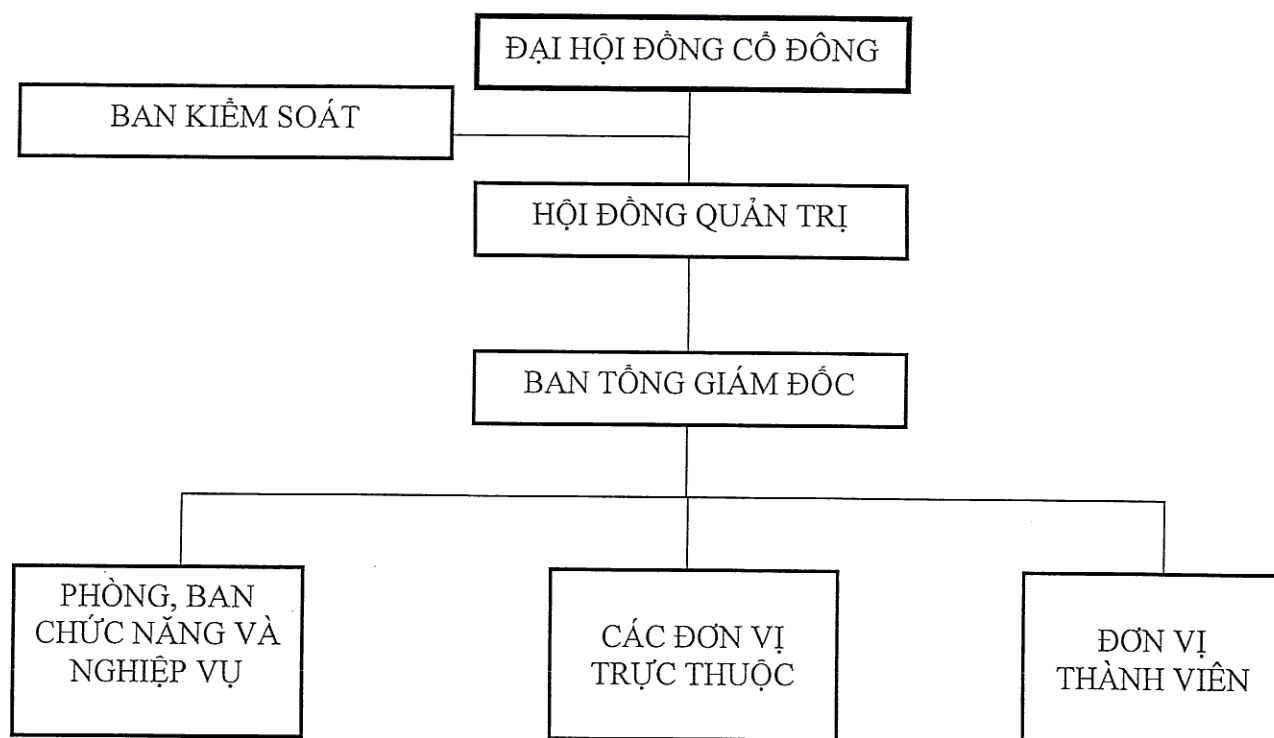 ĐẠI HỘI ĐỒNG CỔ ĐÔNG
BAN KIỂM SOÁT
HỘI ĐỒNG QUẢN TRỊ
BAN TỔNG GIÁM ĐỐC
PHÒNG, BAN
CHỨC NĂNG VÀ
NGHIỆP VỤ
CÁC ĐƠN VỊ
TRỰC THUỘC
ĐƠN VỊ
THÀNH VIÊN